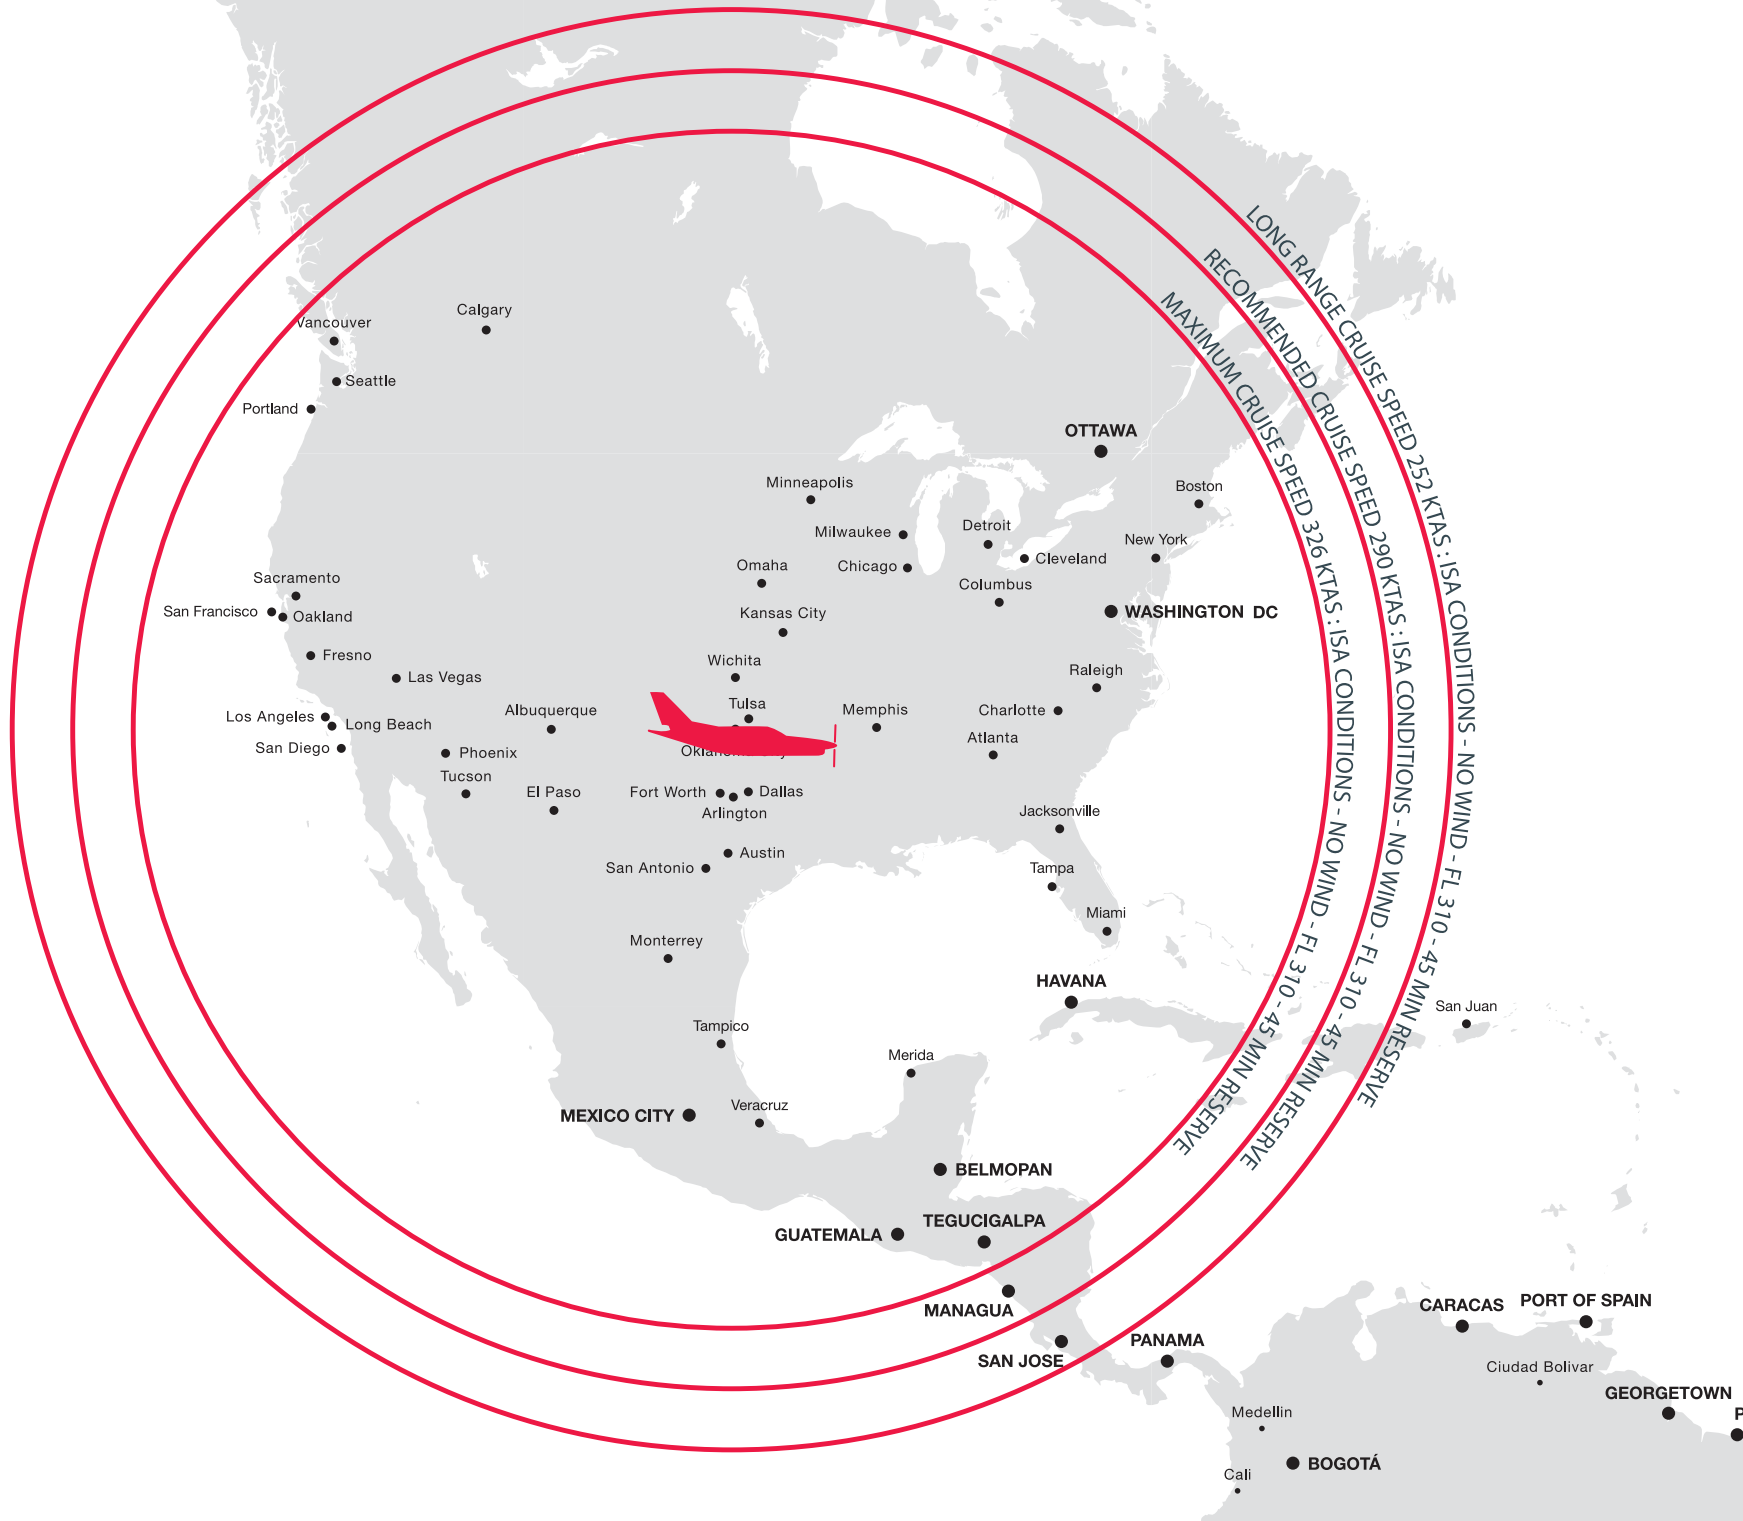 LONG RANGE CRUISE SPEED 252 KTAS : ISA CONDITIONS - NO WIND - FL 310 - 45 MIN RESERVE
RECOMMENDED CRUISE SPEED 290 KTAS : ISA CONDITIONS - NO WIND - FL 310 - 45 MIN RESERVE
MAXIMUM CRUISE SPEED 326 KTAS : ISA CONDITIONS - NO WIND - FL 310 - 45 MIN RESERVE
Calgary
Vancouver
Seattle
Portland
OTTAWA
Minneapolis
Boston
Milwaukee
Detroit
New York
Cleveland
Chicago
Omaha
Columbus
Sacramento
San Francisco
Oakland
Kansas City
WASHINGTON DC
Fresno
Wichita
Raleigh
Las Vegas
Tulsa
Albuquerque
Memphis
Charlotte
Los Angeles
Long Beach
Atlanta
San Diego
Phoenix
Tucson
El Paso
Fort Worth
Dallas
Arlington
Jacksonville
Austin
San Antonio
Tampa
Miami
Monterrey
HAVANA
San Juan
Tampico
Merida
Veracruz
MEXICO CITY
BELMOPAN
TEGUCIGALPA
GUATEMALA
MANAGUA
CARACAS
PORT OF SPAIN
PANAMA
SAN JOSE
Ciudad Bolivar
GEORGETOWN
P
Medellin
BOGOTÁ
Cali